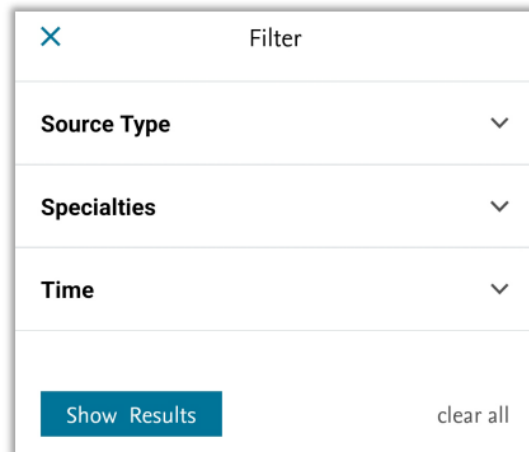 Filter
Source Type
Specialties
Time
Show Results
clear all